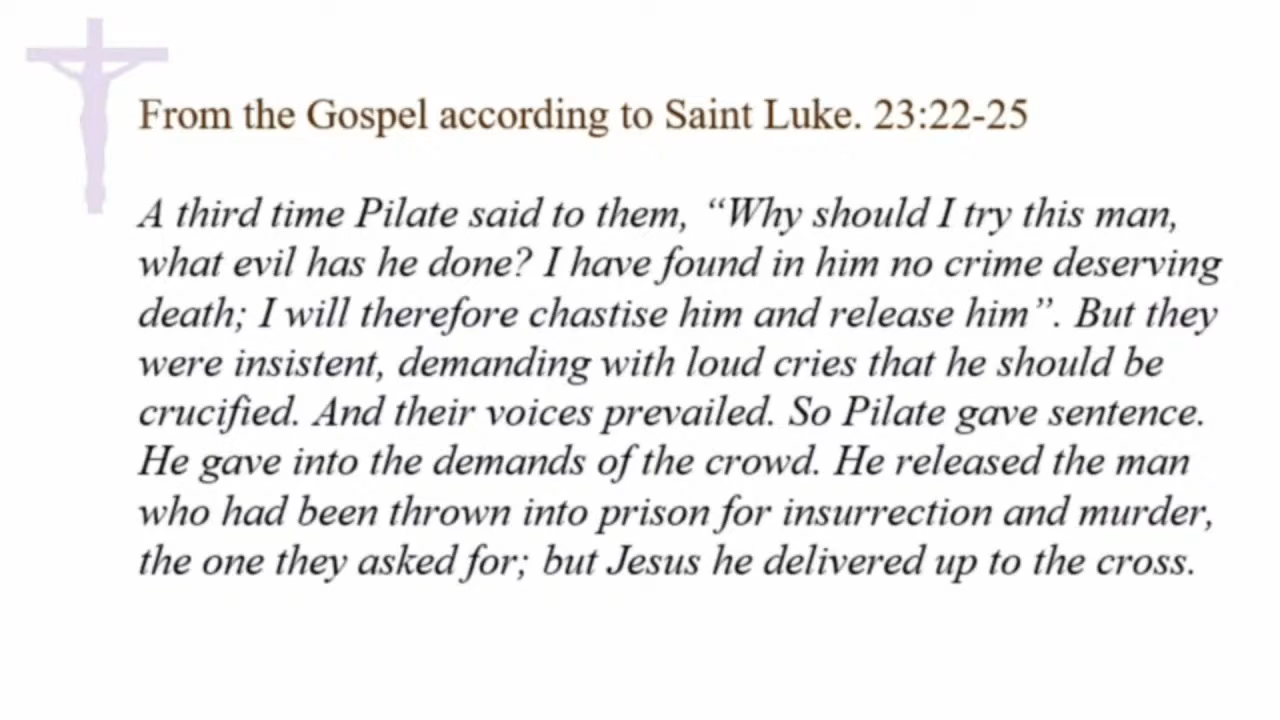 From the Gospel according to Saint Luke. 23:22-25
A third time Pilate said to them, “Why should I try this man,
what evil has he done? I have found in him no crime deserving
death; I will therefore chastise him and release him”. But they
were insistent, demanding with loud cries that he should be
crucified. And their voices prevailed. So Pilate gave sentence.
He gave into the demands of the crowd. He released the man
who had been thrown into prison for insurrection and murder,
the one they asked for; but Jesus he delivered up to the cross.